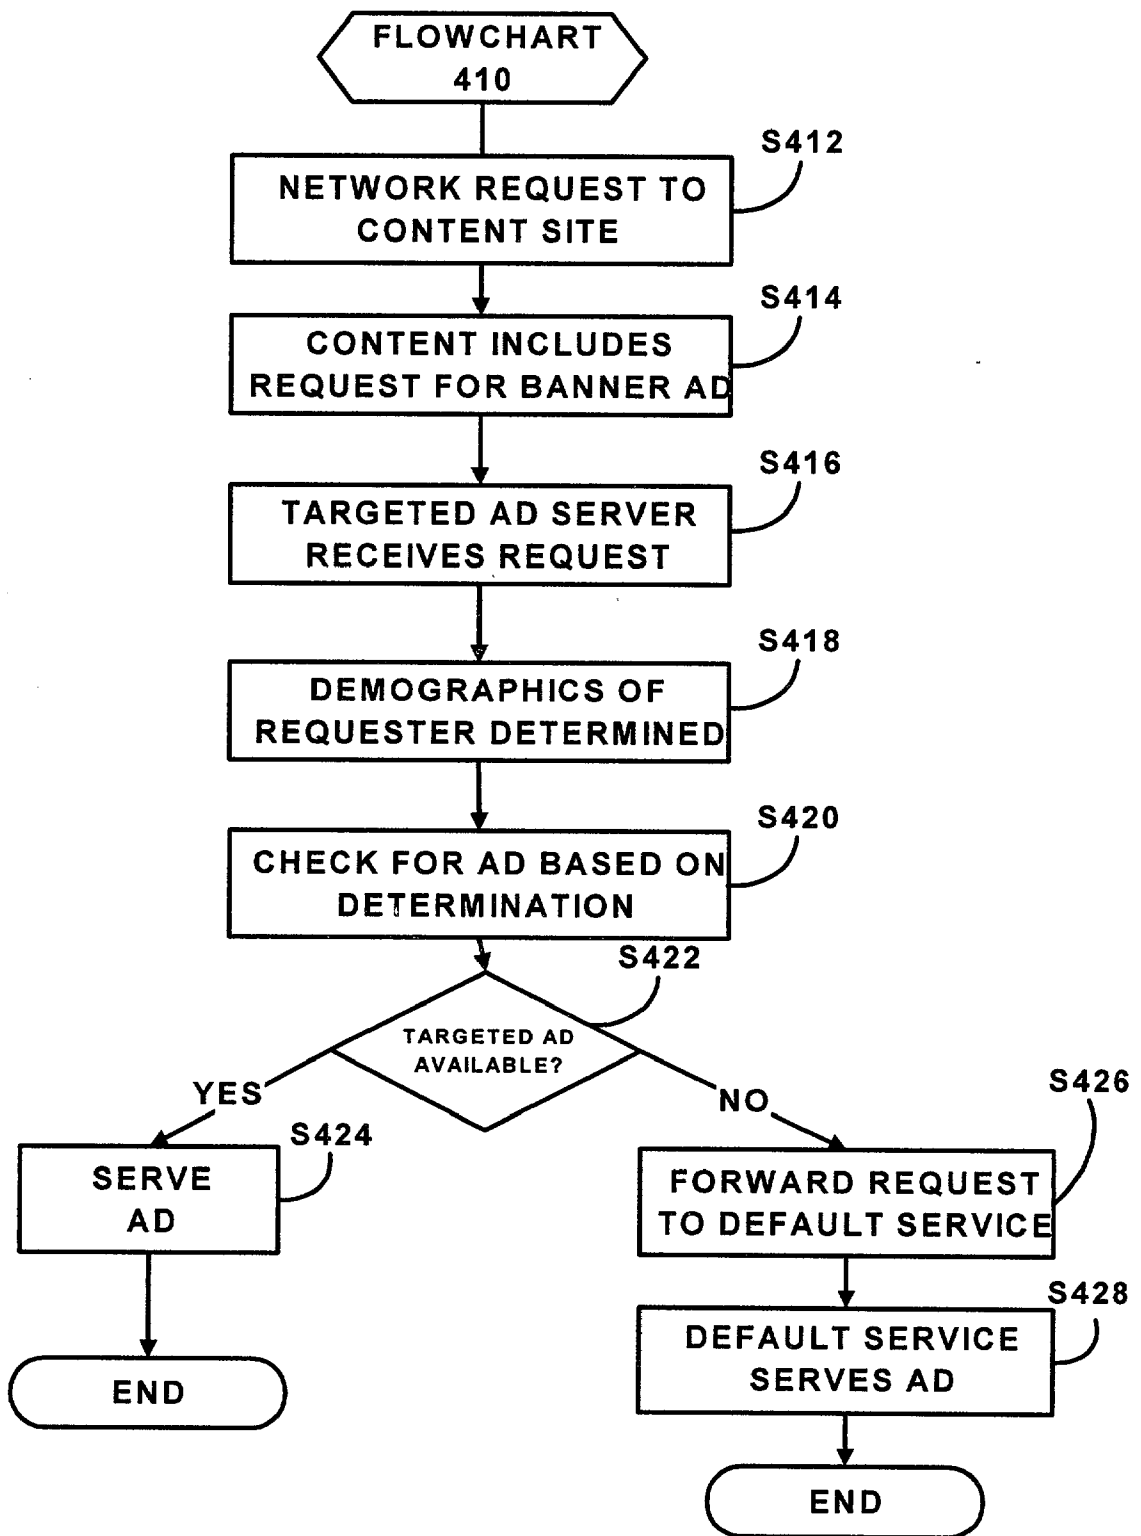 FLOWCHART
410
S412
NETWORK REQUEST TO
CONTENT SITE
S414
CONTENT INCLUDES
REQUEST FOR BANNER AD
S416
TARGETED AD SERVER
RECEIVES REQUEST
S418
DEMOGRAPHICS OF
REQUESTER DETERMINED
S420
CHECK FOR AD BASED ON
DETERMINATION
S422
TARGETED AD
AVAILABLE?
YES
NO
S424
SERVE
AD
END
S426
FORWARD REQUEST
TO DEFAULT SERVICE
S428
DEFAULT SERVICE
SERVES AD
END